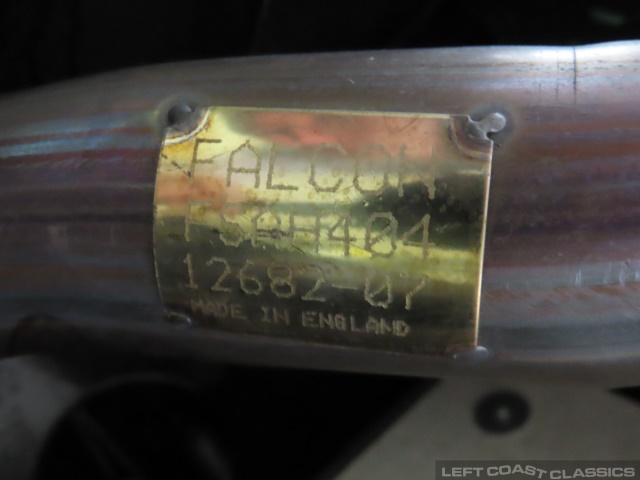 FALCON
FSAH404
12682-07
MADE IN ENGLAND
LEFT COAST CLASSICS